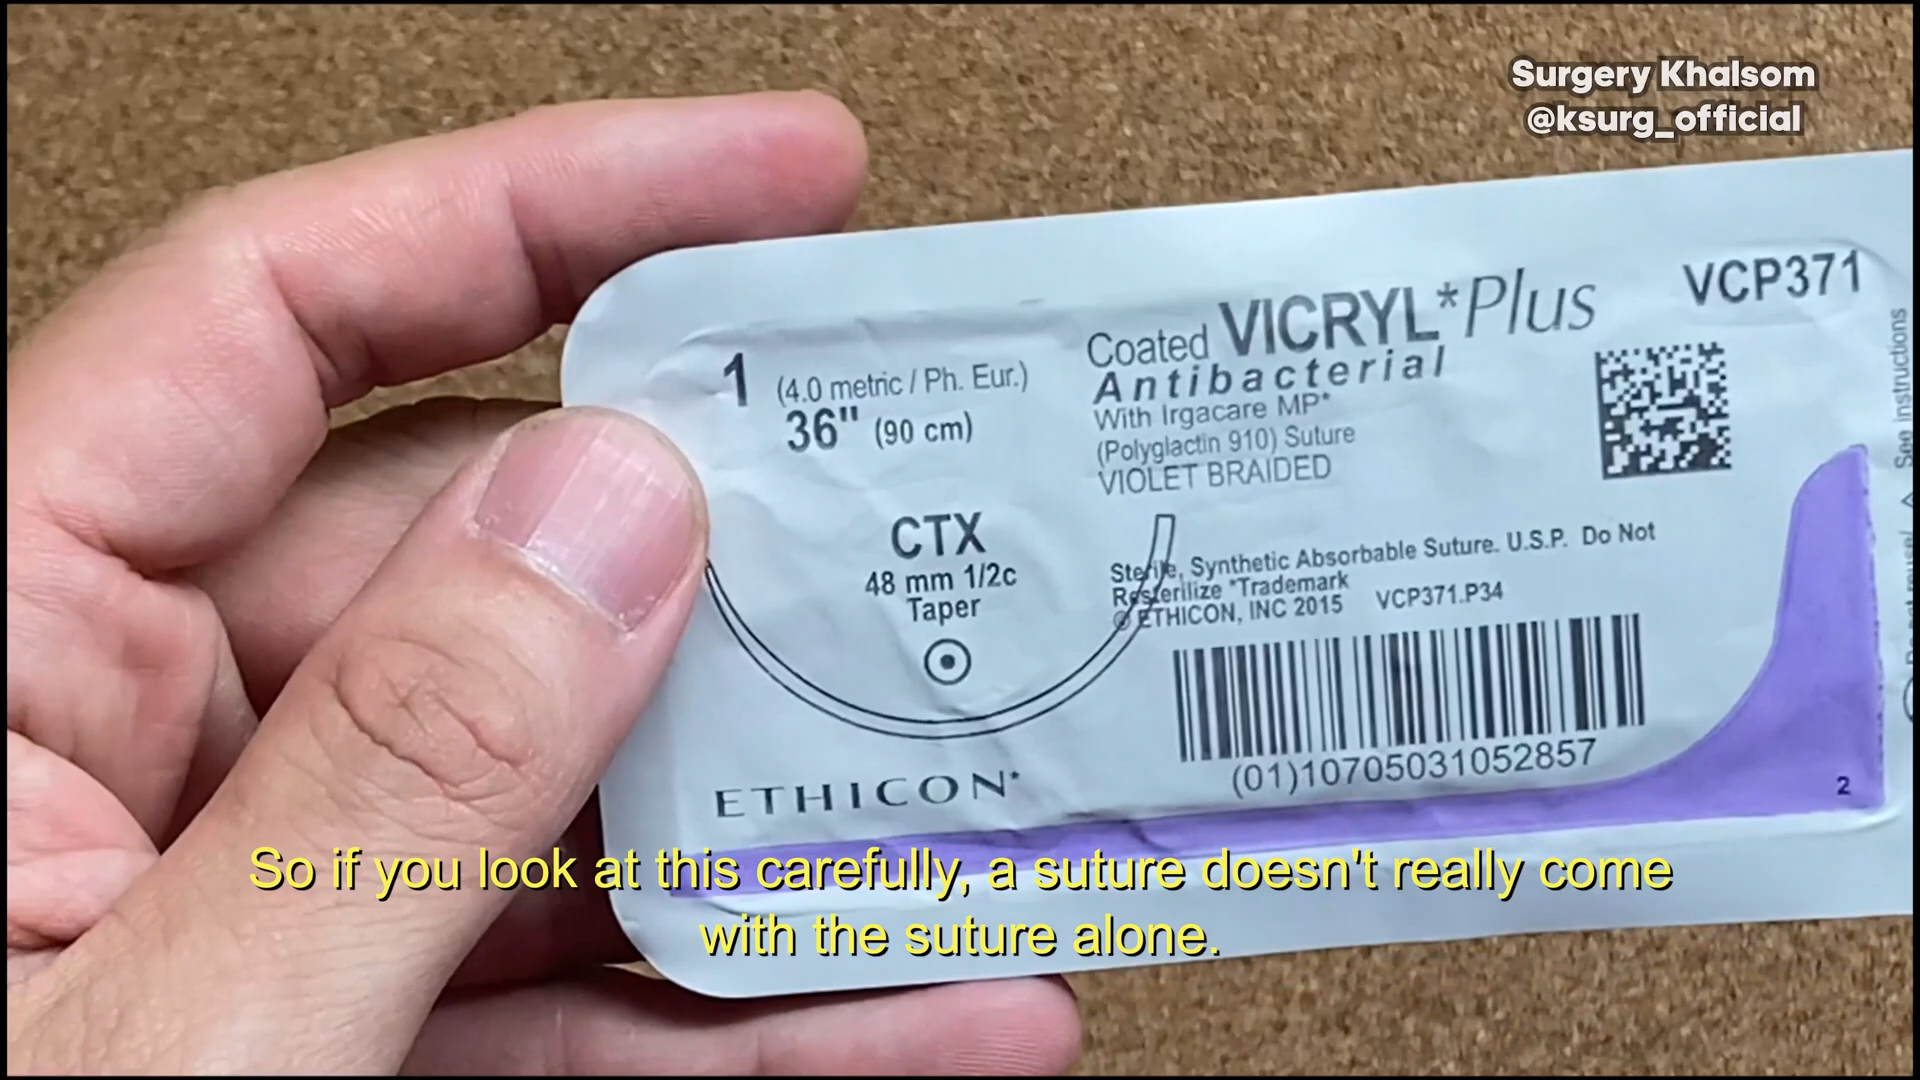 Surgery Khalsom
@ksurg_official
VCP371
Coated VICRYL*Plus
Antibacterial
With Irgacare MP*
(Polyglactin 910) Suture
VIOLET BRAIDED
1 (4.0 metric / Ph. Eur.)
36" (90 cm)
CTX
48 mm 1/2c
Taper
Sterile, Synthetic Absorbable Suture. U.S.P. Do Not
Resterilize *Trademark
© ETHICON, INC 2015 VCP371.P34
(01)10705031052857
ETHICON*
2
See instructions
So if you look at this carefully, a suture doesn't really come
with the suture alone.